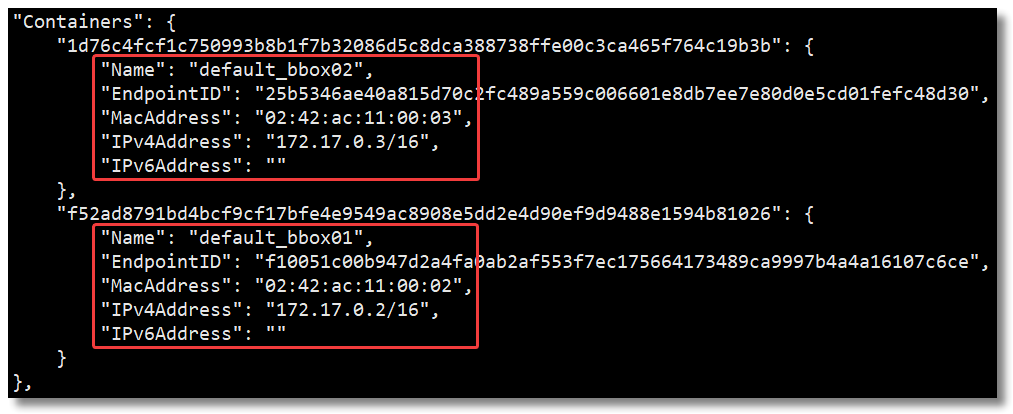 "Containers": {
"1d76c4fcf1c750993b8b1f7b32086d5c8dca388738ffe00c3ca465f764c19b3b": {
"Name": "default_bbox02",
"EndpointID": "25b5346ae40a815d70c2fc489a559c006601e8db7ee7e80d0e5cd01fefc48d30",
"MacAddress": "02:42:ac:11:00:03",
"IPv4Address": "172.17.0.3/16",
"IPv6Address": ""
},
"f52ad8791bd4bcf9cf17bfe4e9549ac8908e5dd2e4d90ef9d9488e1594b81026": {
"Name": "default_bbox01",
"EndpointID": "f10051c00b947d2a4fa0ab2af553f7ec175664173489ca9997b4a4a16107c6ce",
"MacAddress": "02:42:ac:11:00:02",
"IPv4Address": "172.17.0.2/16",
"IPv6Address": ""
}
},